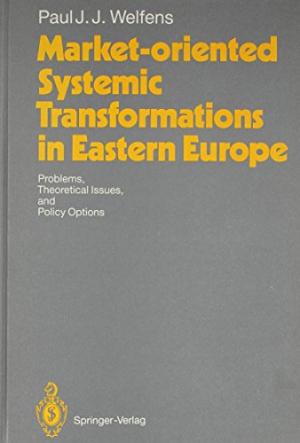 Paul J. J. Welfens
Market-oriented
Systemic
Transformations
in Eastern Europe
Problems,
Theoretical Issues,
and
Policy Options
Springer-Verlag